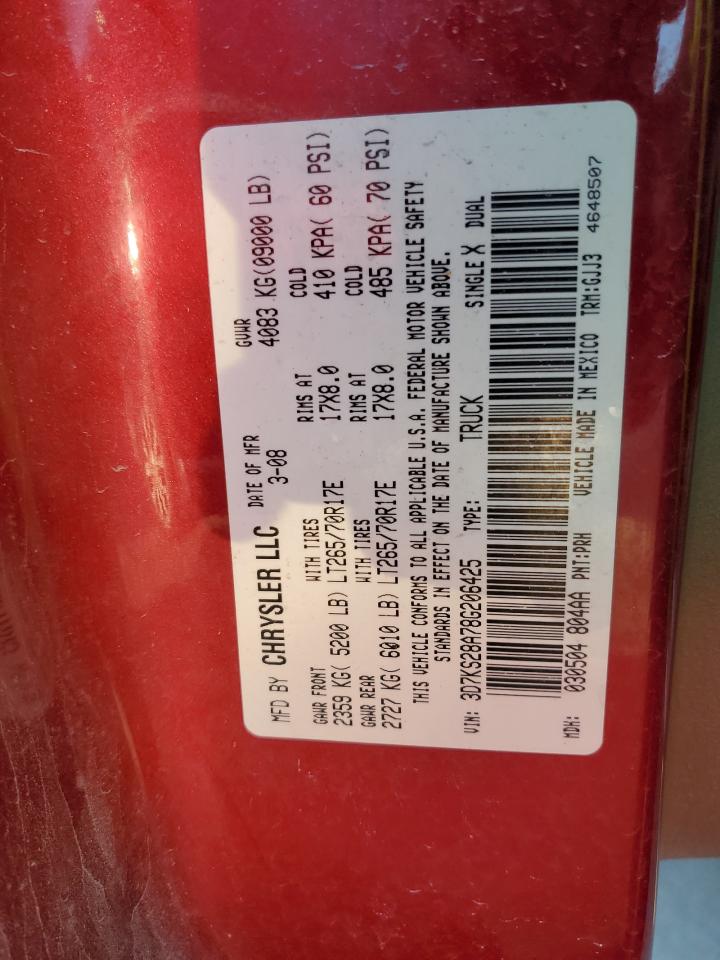 MFD BY CHRYSLER LLC DATE OF MFR 3-08 GVWR 4083 KG(09000 LB)
GAWR FRONT WITH TIRES RIMS AT COLD
2359 KG( 5200 LB) LT265/70R17E 17X8.0 410 KPA( 60 PSI)
GAWR REAR WITH TIRES RIMS AT COLD
2727 KG( 6010 LB) LT265/70R17E 17X8.0 485 KPA( 70 PSI)
THIS VEHICLE CONFORMS TO ALL APPLICABLE U.S.A. FEDERAL MOTOR VEHICLE SAFETY
STANDARDS IN EFFECT ON THE DATE OF MANUFACTURE SHOWN ABOVE.
VIN: 3D7KS28A78G206425 TYPE: TRUCK SINGLE X DUAL
MDH: 030504 804AA PNT:PRH VEHICLE MADE IN MEXICO TRM:GJJ3
4648507